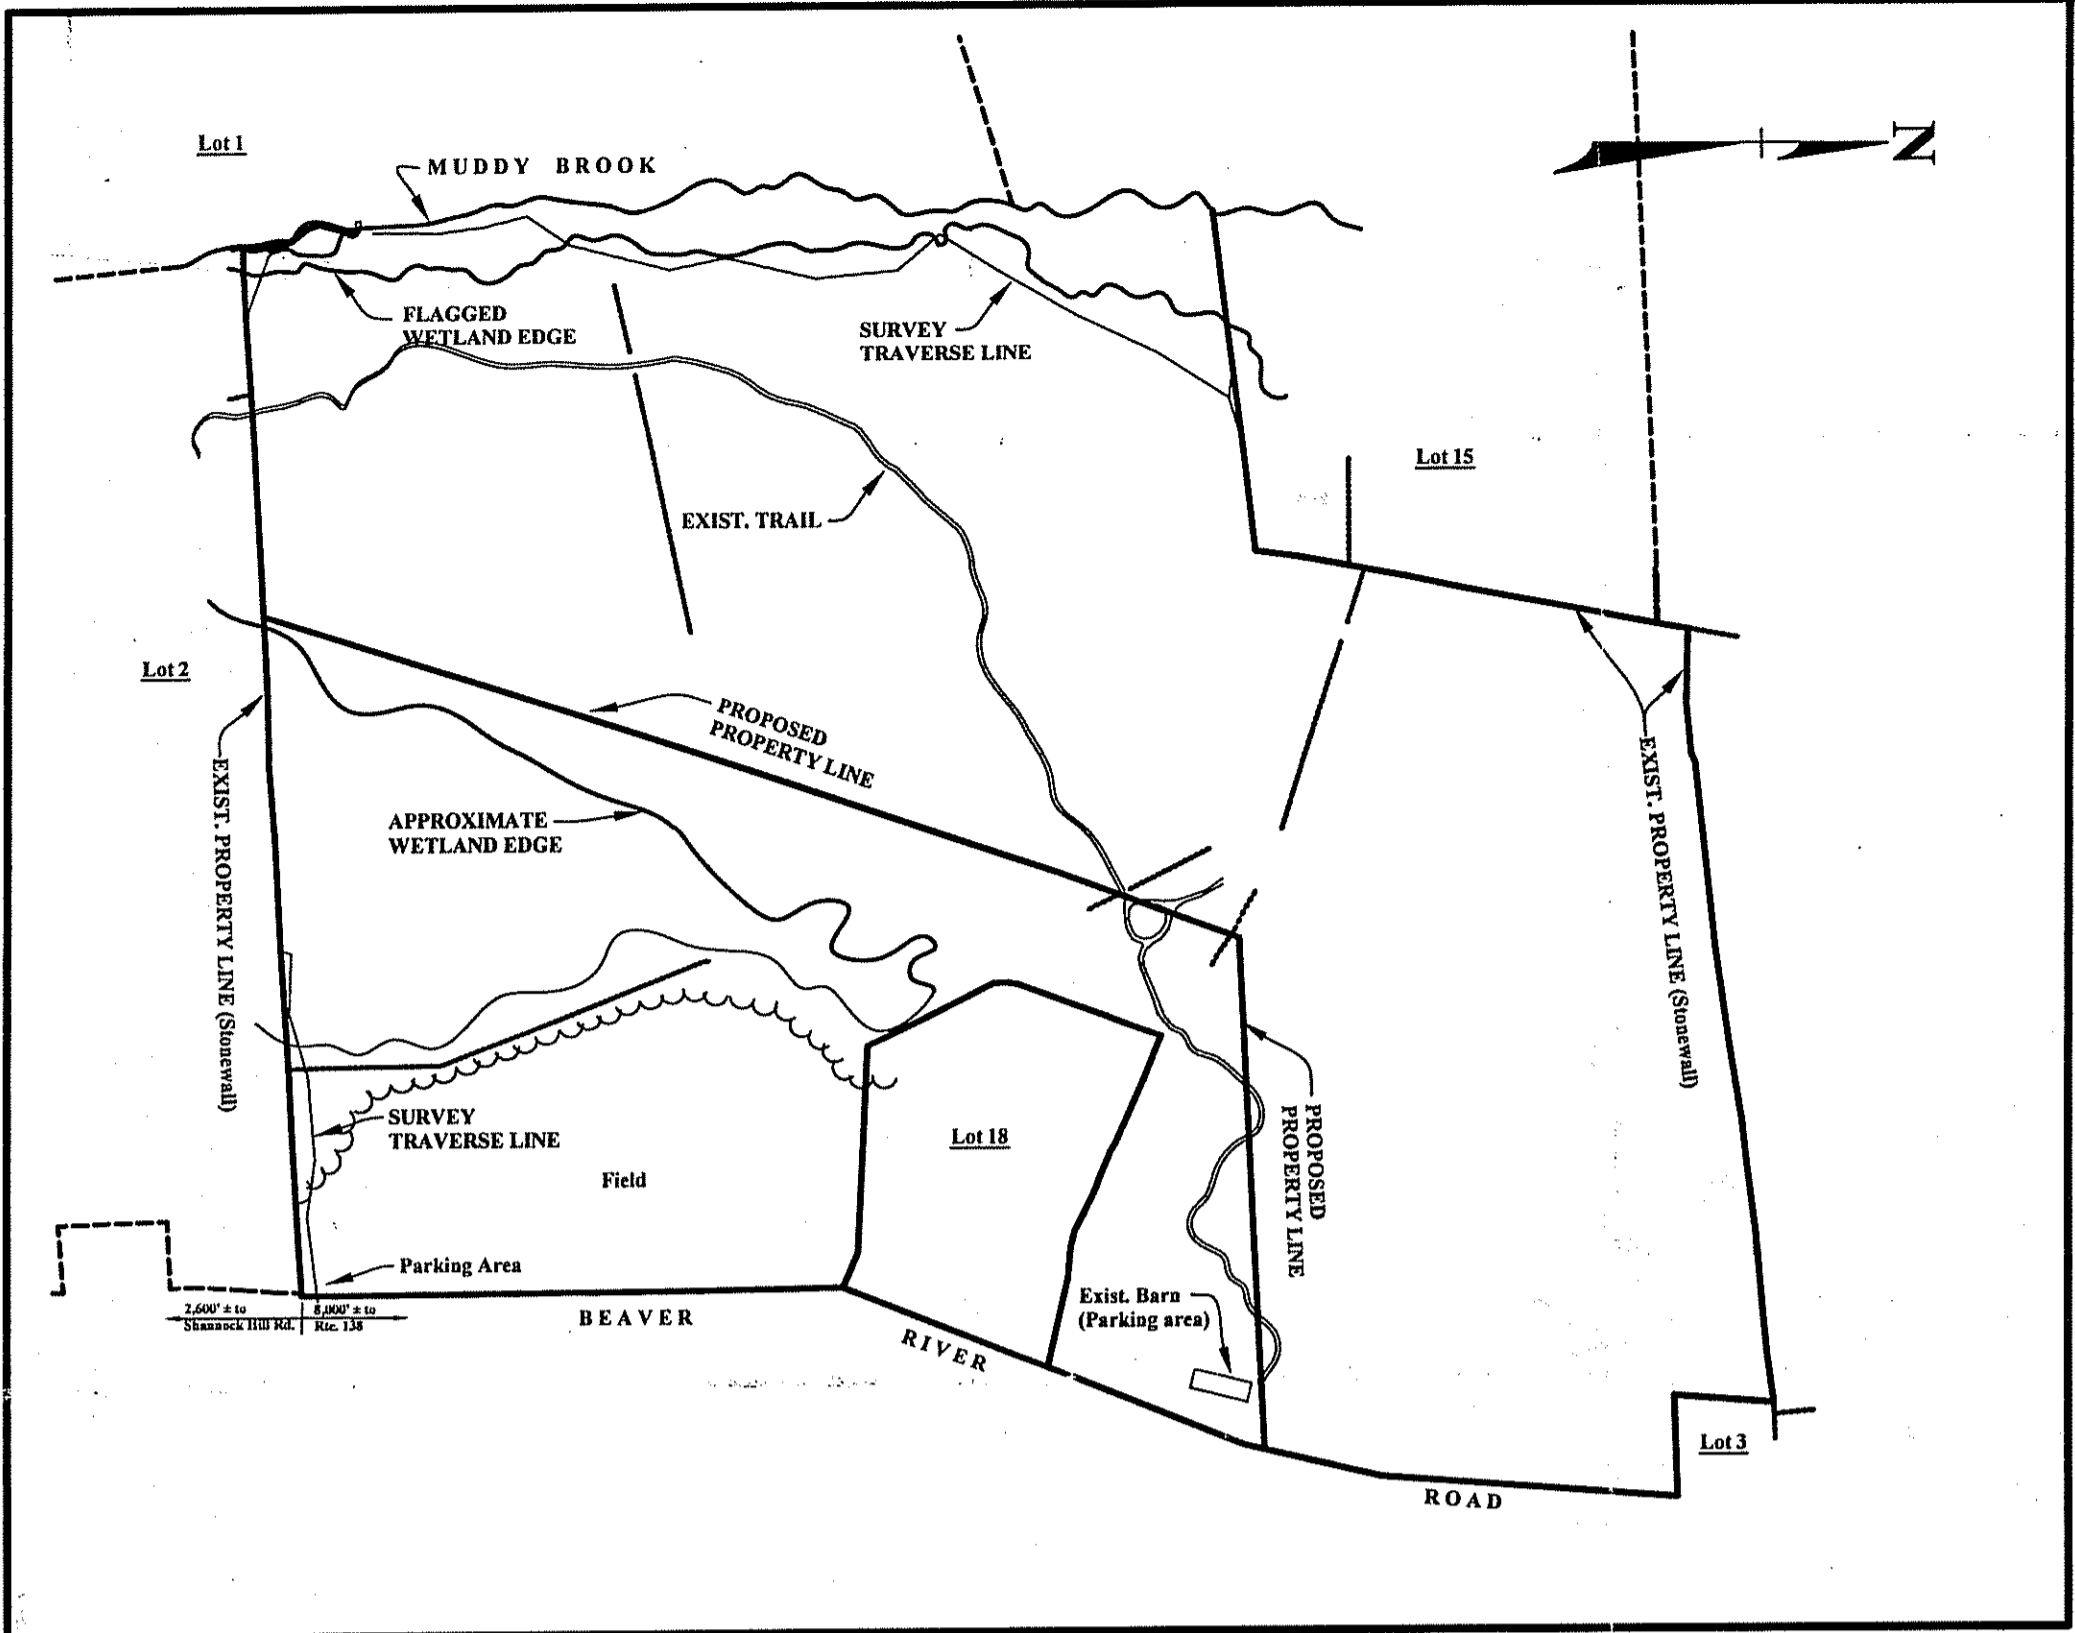 Lot 1
MUDDY BROOK
N
FLAGGED
WETLAND EDGE
SURVEY
TRAVERSE LINE
Lot 15
EXIST. TRAIL
Lot 2
PROPOSED
PROPERTY LINE
EXIST. PROPERTY LINE (Stonewall)
EXIST. PROPERTY LINE (Stonewall)
APPROXIMATE
WETLAND EDGE
SURVEY
TRAVERSE LINE
Lot 18
PROPOSED
PROPERTY LINE
Field
Parking Area
Exist. Barn
(Parking area)
2,600' ± to
Shannock Hill Rd.
8,000' ± to
Rte. 138
BEAVER
RIVER
ROAD
Lot 3